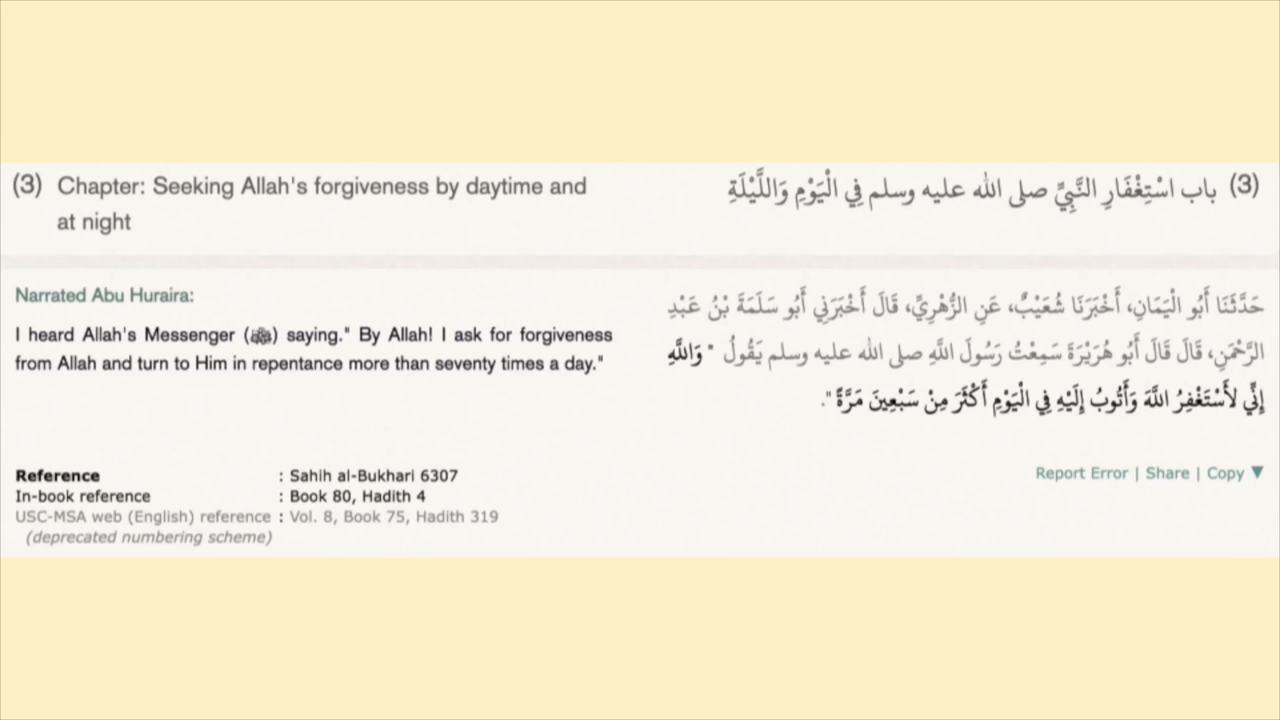 (3) Chapter: Seeking Allah's forgiveness by daytime and
at night
(3) باب اسْتِغْفَارِ النَّبِيِّ صلى الله عليه وسلم فِي الْيَوْمِ وَاللَّيْلَةِ
Narrated Abu Huraira:
I heard Allah's Messenger (ﷺ) saying." By Allah! I ask for forgiveness
from Allah and turn to Him in repentance more than seventy times a day."
حَدَّثَنَا أَبُو الْيَمَانِ، أَخْبَرَنَا شُعَيْبٌ، عَنِ الزُّهْرِيِّ، قَالَ أَخْبَرَنِي أَبُو سَلَمَةَ بْنُ عَبْدِ
الرَّحْمَنِ، قَالَ قَالَ أَبُو هُرَيْرَةَ سَمِعْتُ رَسُولَ اللَّهِ صلى الله عليه وسلم يَقُولُ " وَاللَّهِ
إِنِّي لأَسْتَغْفِرُ اللَّهَ وَأَتُوبُ إِلَيْهِ فِي الْيَوْمِ أَكْثَرَ مِنْ سَبْعِينَ مَرَّةً ".
Reference : Sahih al-Bukhari 6307
In-book reference : Book 80, Hadith 4
USC-MSA web (English) reference : Vol. 8, Book 75, Hadith 319
(deprecated numbering scheme)
Report Error | Share | Copy ▼